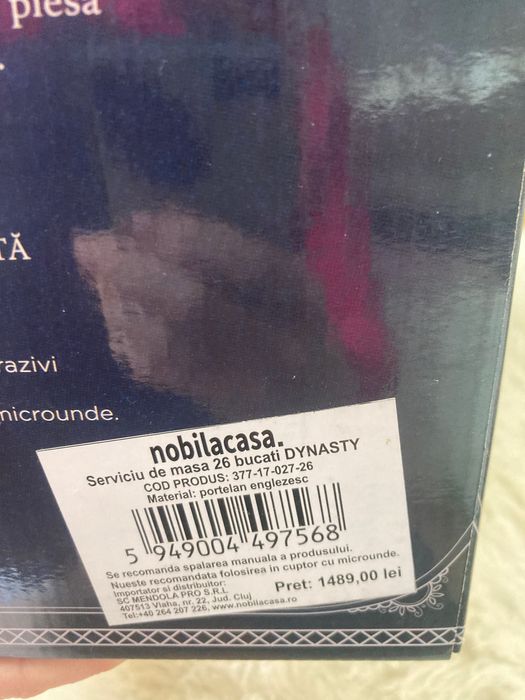 piesa
TĂ
razivi
microunde.
nobilacasa.
Serviciu de masa 26 bucati DYNASTY
COD PRODUS: 377-17-027-26
Material: portelan englezesc
5 949004 497568
Se recomanda spalarea manuala a produsului.
Nueste recomandata folosirea in cuptor cu microunde.
Importator si distribuitor:
SC MENDOLA PRO S.R.L
407513 Vlaha, nr. 22, Jud. Cluj
Tel:+40 264 207 226, www.nobilacasa.ro
Pret: 1489,00 lei